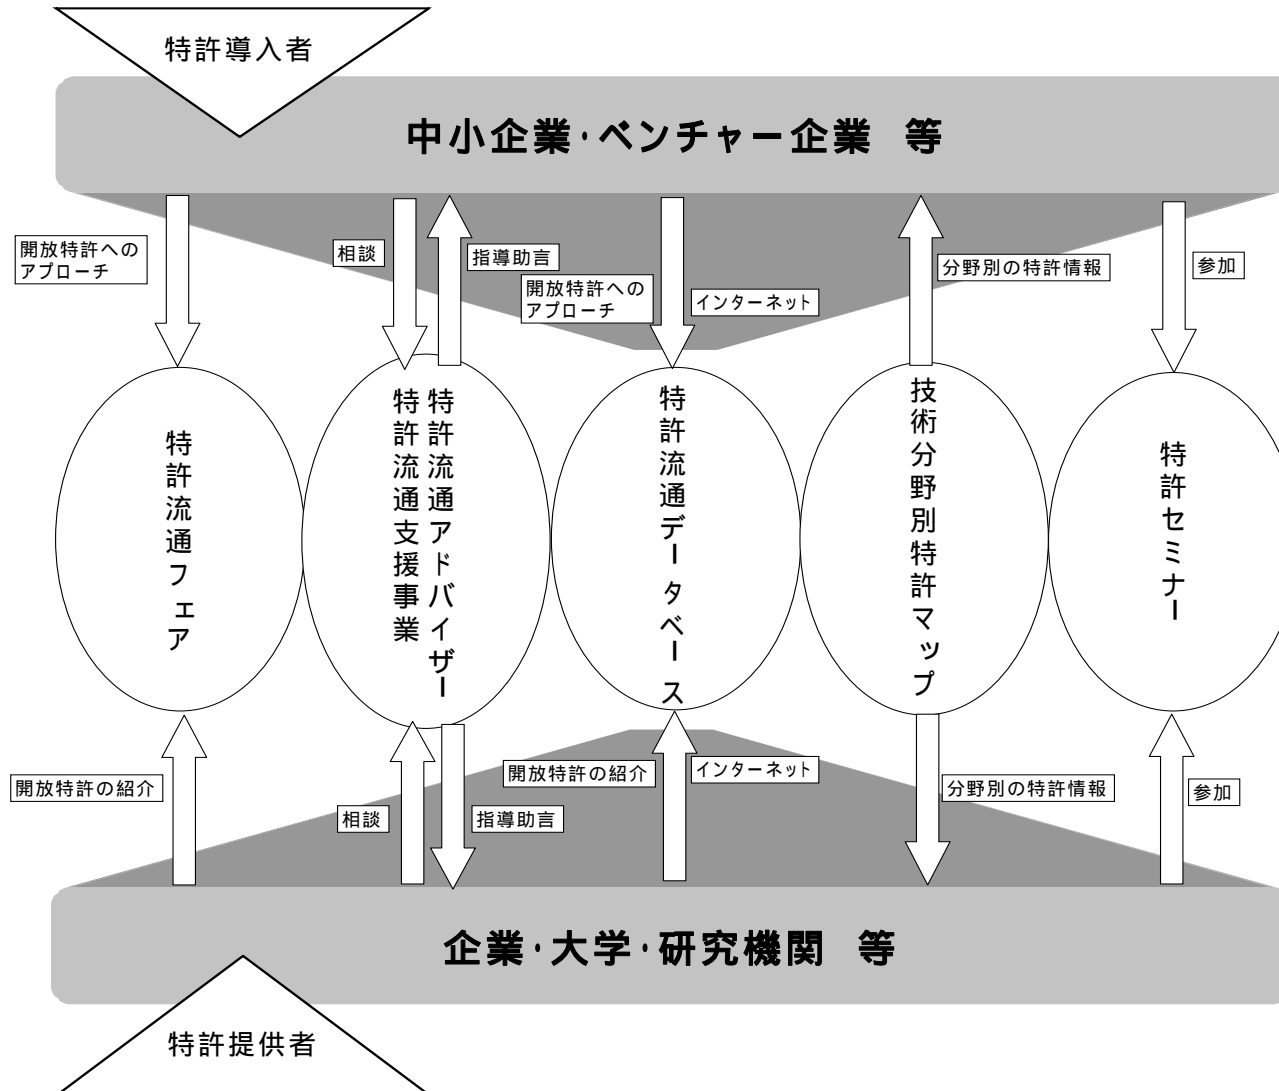 特許導入者
中小企業・ベンチャー企業 等
開放特許への
アプローチ
相談
指導助言
開放特許への
アプローチ
インターネット
分野別の特許情報
参加
特許流通フェア
特許流通アドバイザー
特許流通支援事業
特許流通データベース
技術分野別特許マップ
特許セミナー
開放特許の紹介
相談
指導助言
開放特許の紹介
インターネット
分野別の特許情報
参加
企業・大学・研究機関 等
特許提供者